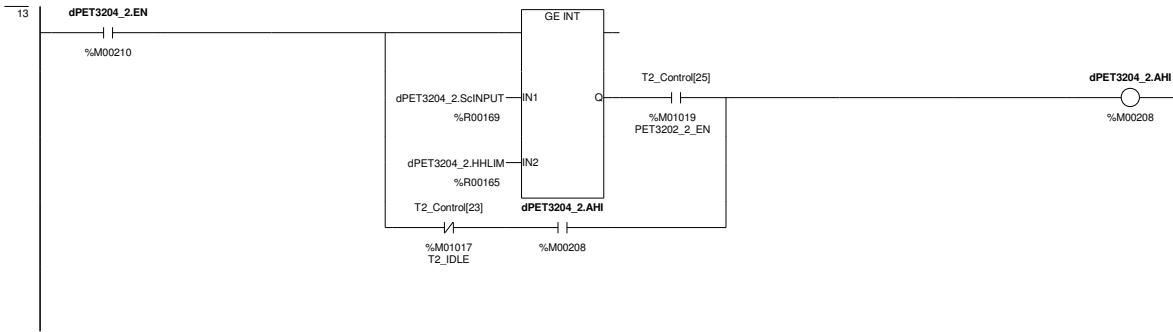 13
dPET3204_2.EN
%M00210
GE INT
dPET3204_2.ScINPUT
IN1
Q
%R00169
T2_Control[25]
%M01019
PET3202_2_EN
dPET3204_2.AHI
%M00208
dPET3204_2.HHLIM
IN2
%R00165
T2_Control[23]
dPET3204_2.AHI
%M01017
%M00208
T2_IDLE